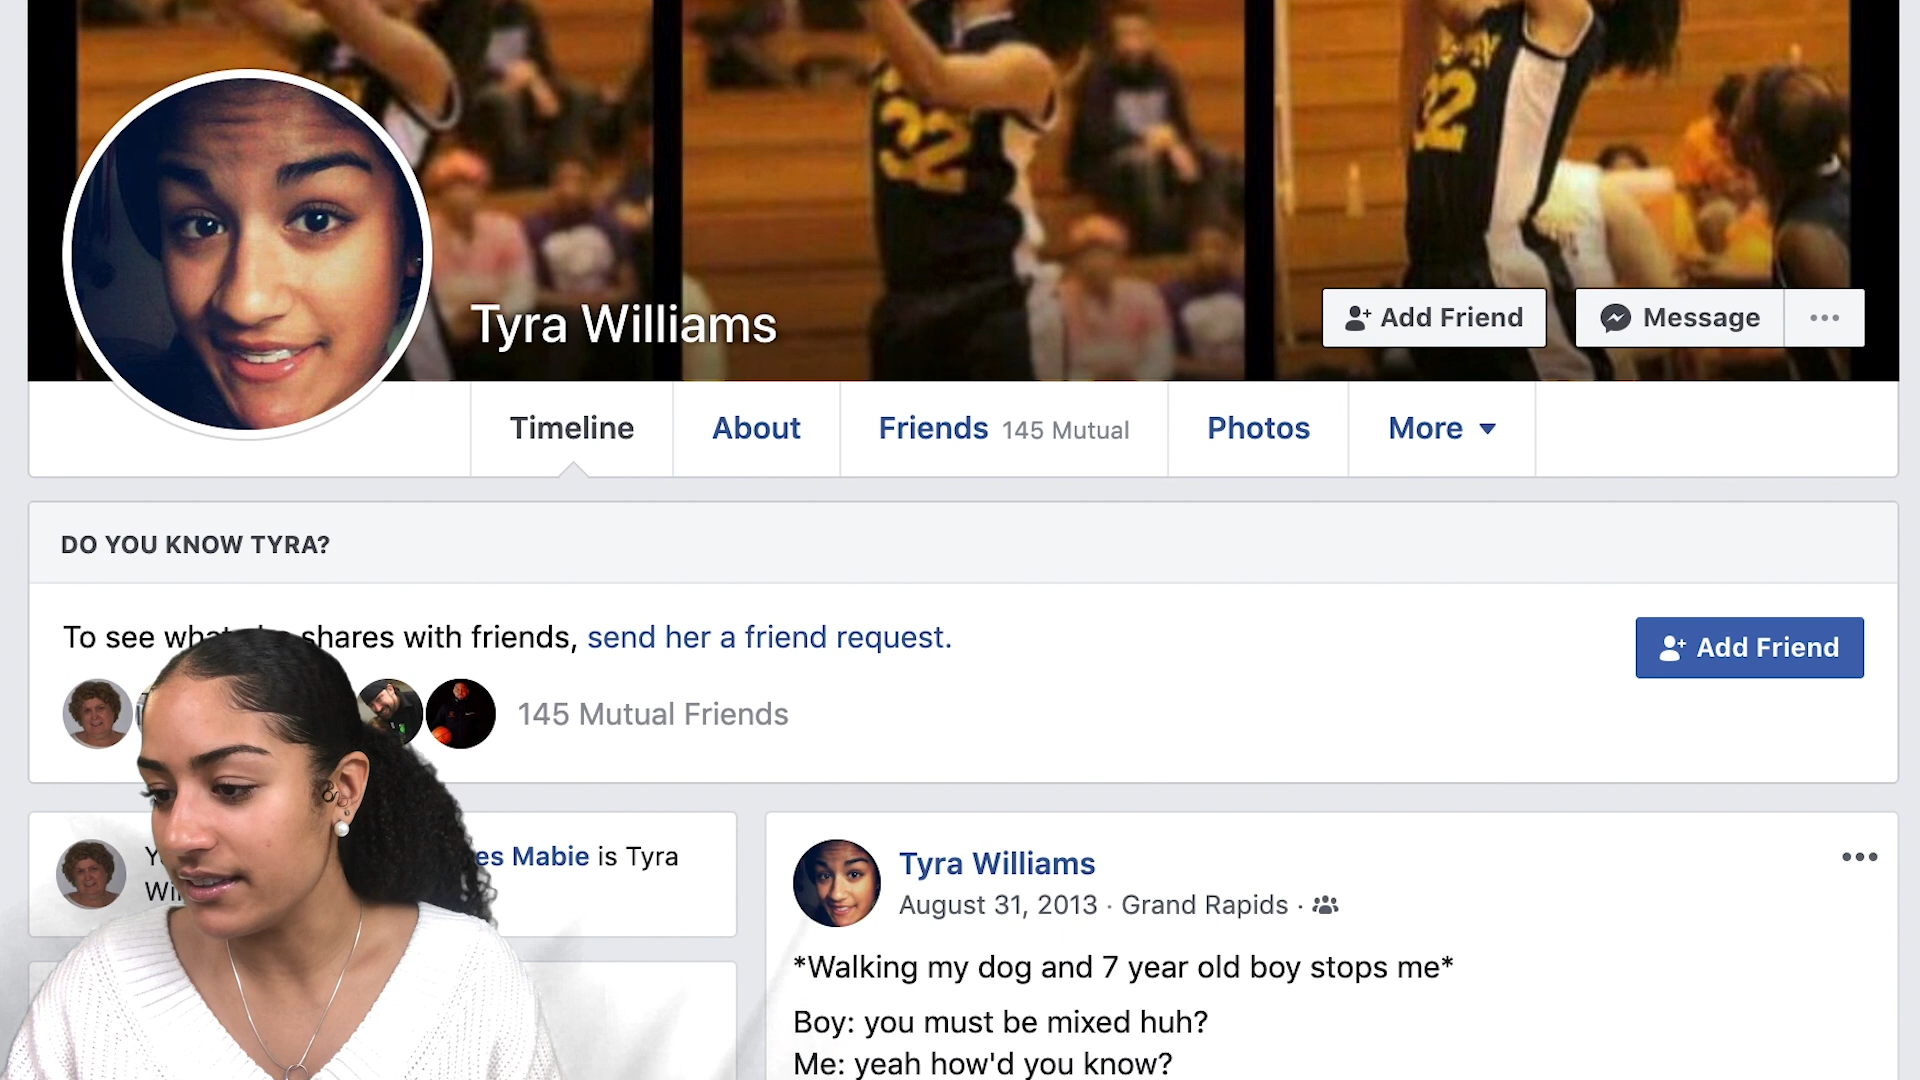 32
32
Tyra Williams
Add Friend
Message
Timeline
About
Friends 145 Mutual
Photos
More
DO YOU KNOW TYRA?
To see shares with friends, send her a friend request.
Add Friend
145 Mutual Friends
es Mabie is Tyra
Tyra Williams
August 31, 2013 · Grand Rapids ·
*Walking my dog and 7 year old boy stops me*
Boy: you must be mixed huh?
Me: yeah how'd you know?